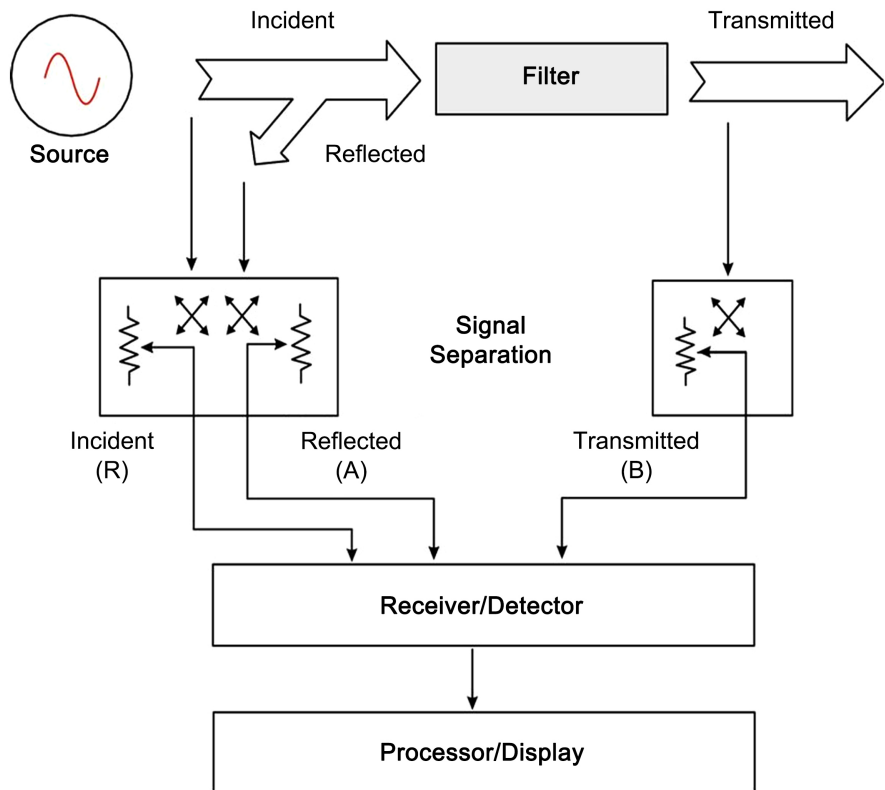 Incident
Transmitted
Filter
Source
Reflected
Signal
Separation
Incident
(R)
Reflected
(A)
Transmitted
(B)
Receiver/Detector
Processor/Display